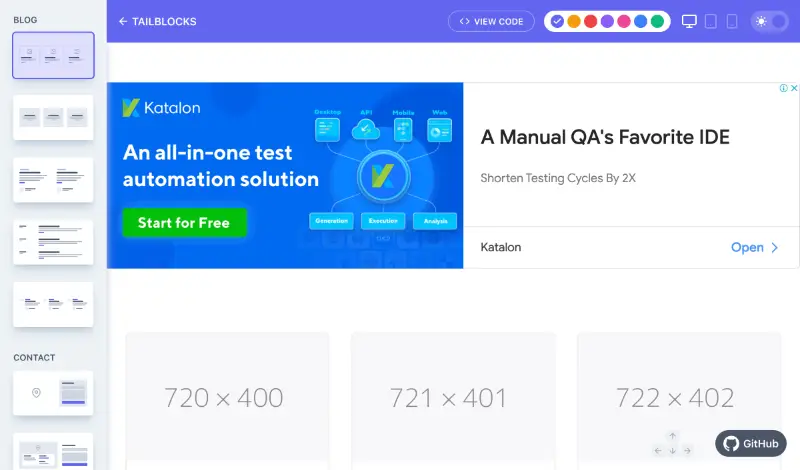 BLOG
TAILBLOCKS
VIEW CODE
Katalon
An all-in-one test
automation solution
Start for Free
Desktop
API
Mobile
Web
Generation
Execution
Analysis
A Manual QA's Favorite IDE
Shorten Testing Cycles By 2X
Katalon
Open
720 × 400
721 × 401
722 × 402
CONTACT
GitHub